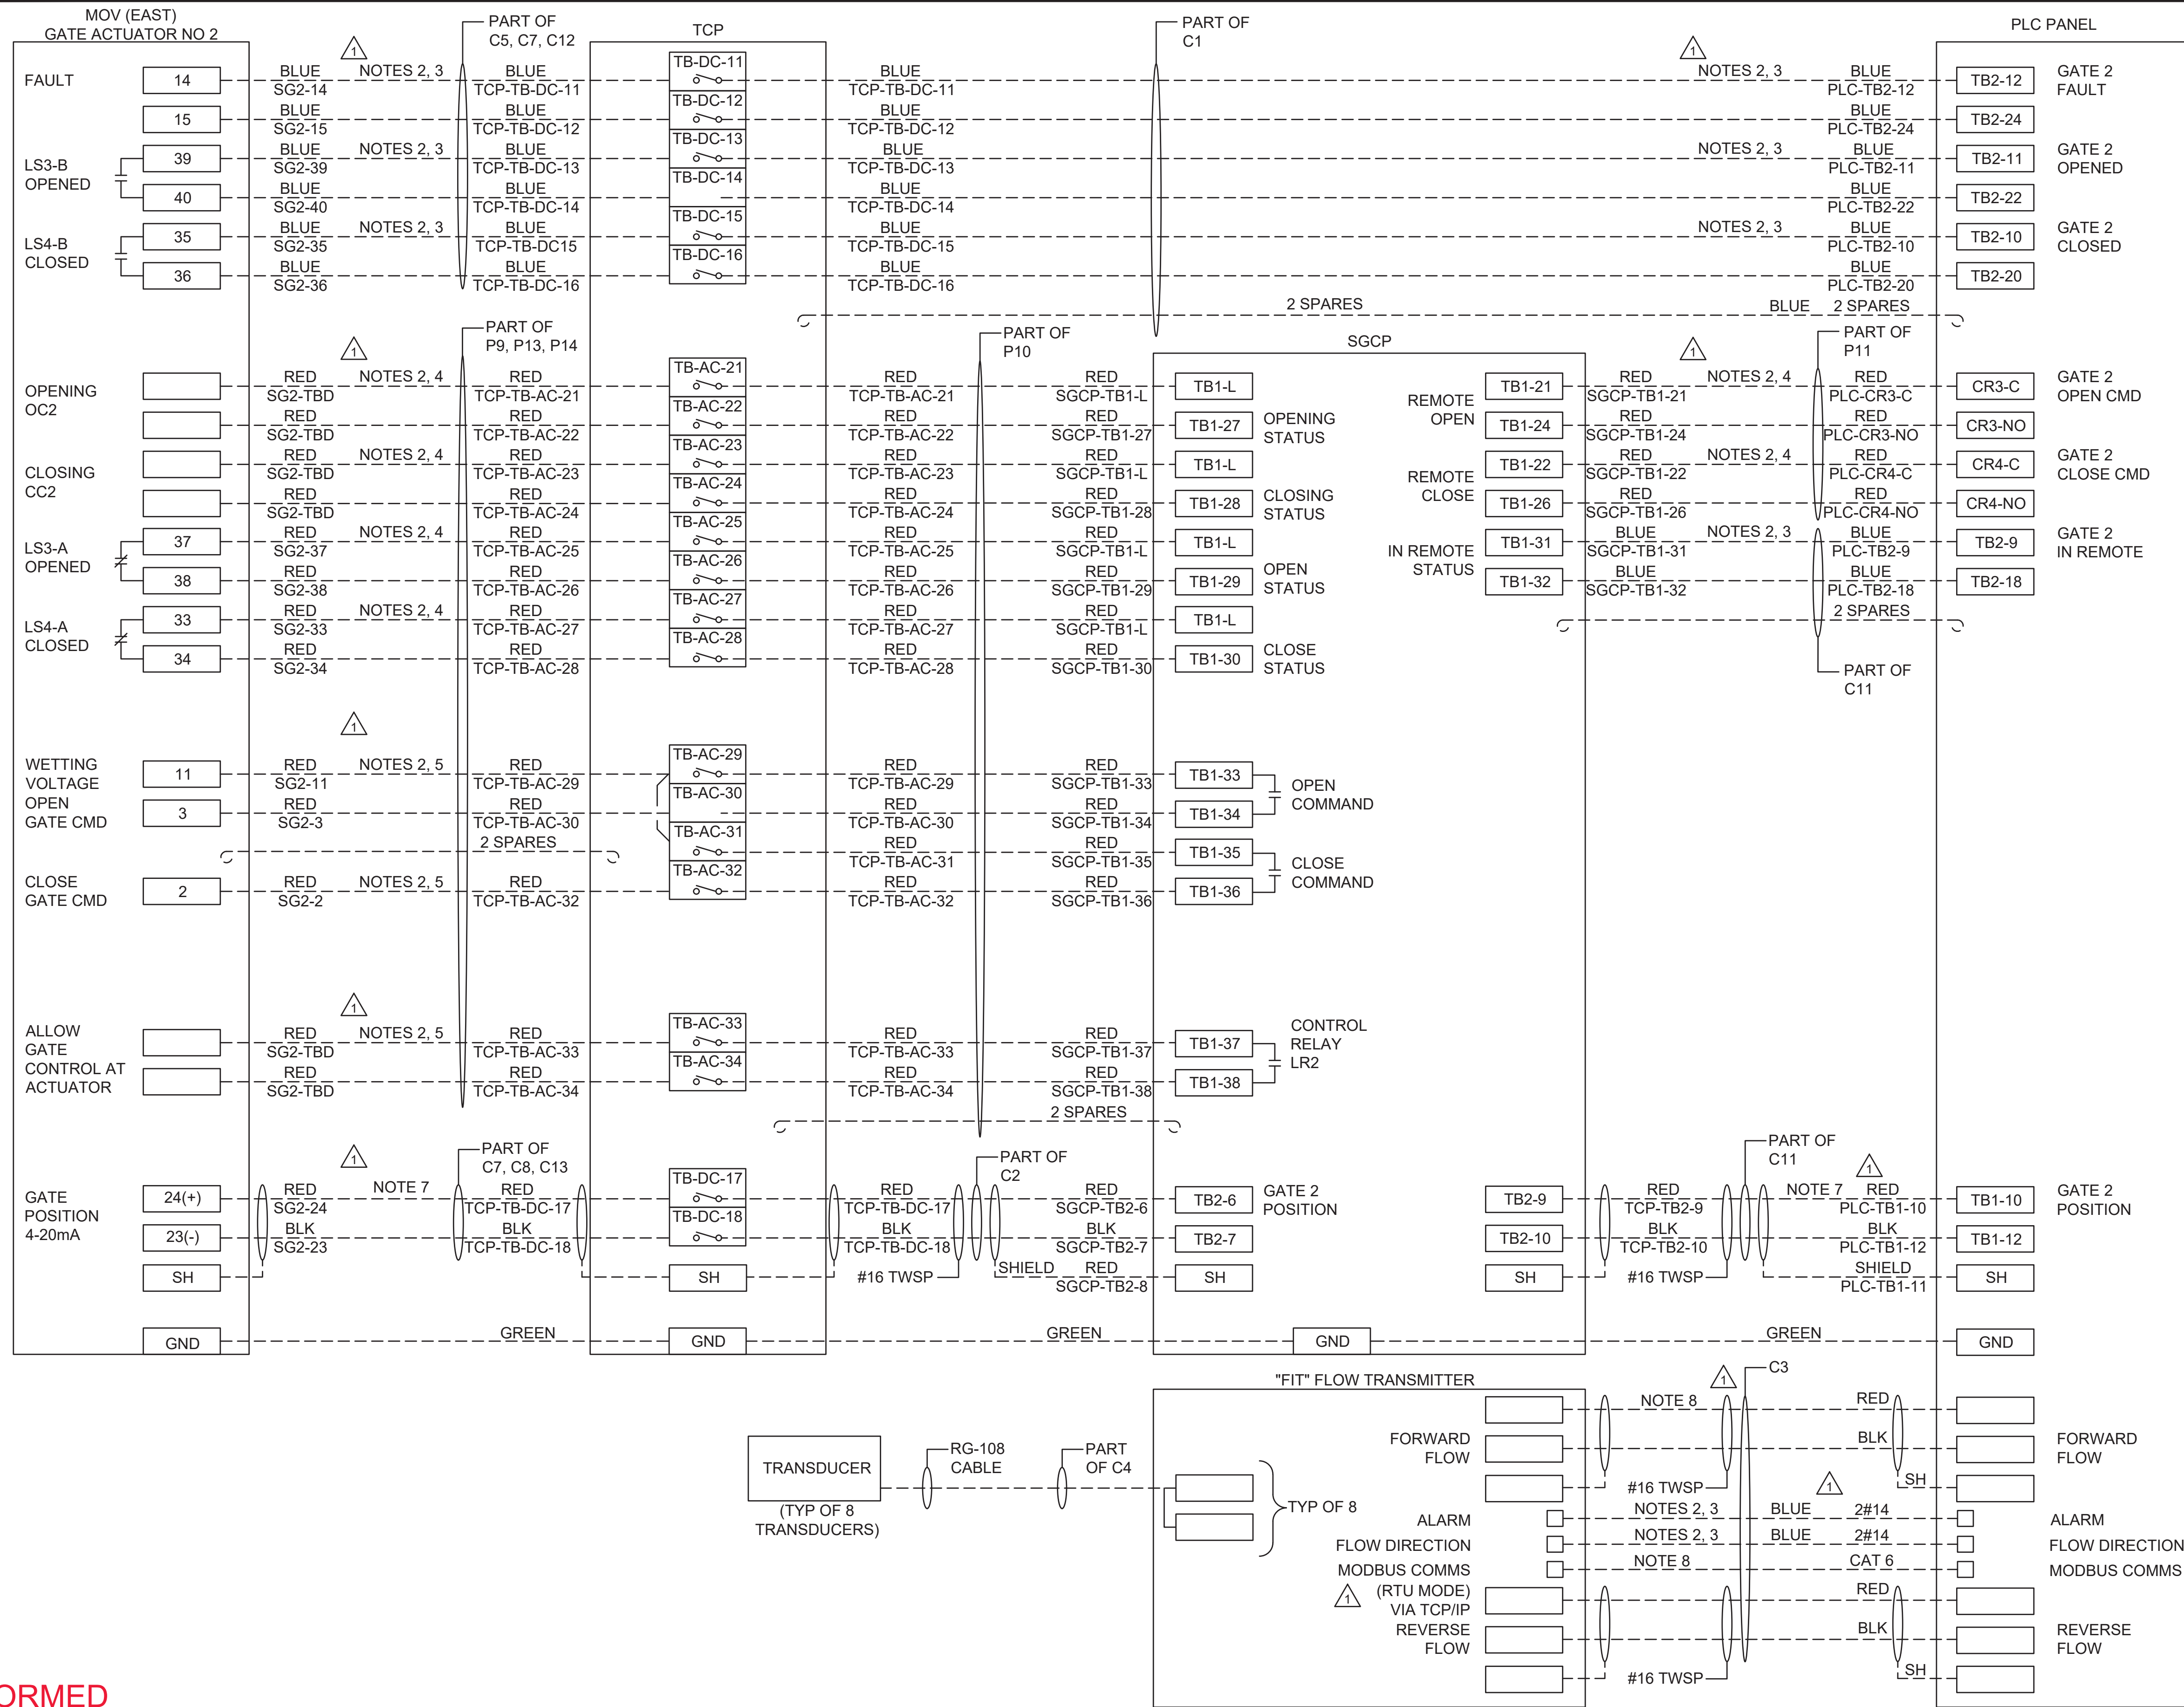 MOV (EAST)
GATE ACTUATOR NO 2
PART OF
C5, C7, C12
TCP
PART OF
C1
PLC PANEL
1
1
FAULT
14
BLUE
SG2-14
NOTES 2, 3
BLUE
TCP-TB-DC-11
TB-DC-11
BLUE
TCP-TB-DC-11
NOTES 2, 3
BLUE
PLC-TB2-12
TB2-12
GATE 2
FAULT
15
BLUE
SG2-15
BLUE
TCP-TB-DC-12
TB-DC-12
BLUE
TCP-TB-DC-12
BLUE
PLC-TB2-24
TB2-24
LS3-B
OPENED
39
BLUE
SG2-39
NOTES 2, 3
BLUE
TCP-TB-DC-13
TB-DC-13
BLUE
TCP-TB-DC-13
NOTES 2, 3
BLUE
PLC-TB2-11
TB2-11
GATE 2
OPENED
40
BLUE
SG2-40
BLUE
TCP-TB-DC-14
TB-DC-14
BLUE
TCP-TB-DC-14
BLUE
PLC-TB2-22
TB2-22
LS4-B
CLOSED
35
BLUE
SG2-35
NOTES 2, 3
BLUE
TCP-TB-DC15
TB-DC-15
BLUE
TCP-TB-DC-15
NOTES 2, 3
BLUE
PLC-TB2-10
TB2-10
GATE 2
CLOSED
36
BLUE
SG2-36
BLUE
TCP-TB-DC-16
TB-DC-16
BLUE
TCP-TB-DC-16
BLUE
PLC-TB2-20
TB2-20
2 SPARES
BLUE
2 SPARES
PART OF
P9, P13, P14
PART OF
P10
SGCP
PART OF
P11
1
1
OPENING
OC2
RED
SG2-TBD
NOTES 2, 4
RED
TCP-TB-AC-21
TB-AC-21
RED
TCP-TB-AC-21
RED
SGCP-TB1-L
TB1-L
REMOTE
OPEN
TB1-21
RED
SGCP-TB1-21
NOTES 2, 4
RED
PLC-CR3-C
CR3-C
GATE 2
OPEN CMD
RED
SG2-TBD
RED
TCP-TB-AC-22
TB-AC-22
RED
TCP-TB-AC-22
RED
SGCP-TB1-27
TB1-27
OPENING
STATUS
TB1-24
RED
SGCP-TB1-24
RED
PLC-CR3-NO
CR3-NO
CLOSING
CC2
RED
SG2-TBD
NOTES 2, 4
RED
TCP-TB-AC-23
TB-AC-23
RED
TCP-TB-AC-23
RED
SGCP-TB1-L
TB1-L
REMOTE
CLOSE
TB1-22
RED
SGCP-TB1-22
NOTES 2, 4
RED
PLC-CR4-C
CR4-C
GATE 2
CLOSE CMD
RED
SG2-TBD
RED
TCP-TB-AC-24
TB-AC-24
RED
TCP-TB-AC-24
RED
SGCP-TB1-28
TB1-28
CLOSING
STATUS
TB1-26
RED
SGCP-TB1-26
RED
PLC-CR4-NO
CR4-NO
LS3-A
OPENED
37
RED
SG2-37
NOTES 2, 4
RED
TCP-TB-AC-25
TB-AC-25
RED
TCP-TB-AC-25
RED
SGCP-TB1-L
TB1-L
IN REMOTE
STATUS
TB1-31
BLUE
SGCP-TB1-31
NOTES 2, 3
BLUE
PLC-TB2-9
TB2-9
GATE 2
IN REMOTE
38
RED
SG2-38
RED
TCP-TB-AC-26
TB-AC-26
RED
TCP-TB-AC-26
RED
SGCP-TB1-29
TB1-29
OPEN
STATUS
TB1-32
BLUE
SGCP-TB1-32
BLUE
PLC-TB2-18
TB2-18
LS4-A
CLOSED
33
RED
SG2-33
NOTES 2, 4
RED
TCP-TB-AC-27
TB-AC-27
RED
TCP-TB-AC-27
RED
SGCP-TB1-L
TB1-L
2 SPARES
34
RED
SG2-34
RED
TCP-TB-AC-28
TB-AC-28
RED
TCP-TB-AC-28
RED
SGCP-TB1-30
TB1-30
CLOSE
STATUS
PART OF
C11
1
WETTING
VOLTAGE
11
RED
SG2-11
NOTES 2, 5
RED
TCP-TB-AC-29
TB-AC-29
RED
TCP-TB-AC-29
RED
SGCP-TB1-33
TB1-33
OPEN
COMMAND
OPEN
GATE CMD
3
RED
SG2-3
RED
TCP-TB-AC-30
TB-AC-30
RED
TCP-TB-AC-30
RED
SGCP-TB1-34
TB1-34
2 SPARES
TB-AC-31
RED
TCP-TB-AC-31
RED
SGCP-TB1-35
TB1-35
CLOSE
COMMAND
CLOSE
GATE CMD
2
RED
SG2-2
NOTES 2, 5
RED
TCP-TB-AC-32
TB-AC-32
RED
TCP-TB-AC-32
RED
SGCP-TB1-36
TB1-36
1
ALLOW
GATE
CONTROL AT
ACTUATOR
RED
SG2-TBD
NOTES 2, 5
RED
TCP-TB-AC-33
TB-AC-33
RED
TCP-TB-AC-33
RED
SGCP-TB1-37
TB1-37
CONTROL
RELAY
LR2
RED
SG2-TBD
RED
TCP-TB-AC-34
TB-AC-34
RED
TCP-TB-AC-34
RED
SGCP-TB1-38
TB1-38
2 SPARES
1
PART OF
C7, C8, C13
PART OF
C2
PART OF
C11
1
GATE
POSITION
4-20mA
24(+)
RED
SG2-24
NOTE 7
RED
TCP-TB-DC-17
TB-DC-17
RED
TCP-TB-DC-17
RED
SGCP-TB2-6
TB2-6
GATE 2
POSITION
TB2-9
RED
TCP-TB2-9
NOTE 7
RED
PLC-TB1-10
TB1-10
GATE 2
POSITION
23(-)
BLK
SG2-23
BLK
TCP-TB-DC-18
TB-DC-18
BLK
TCP-TB-DC-18
BLK
SGCP-TB2-7
TB2-7
TB2-10
BLK
TCP-TB2-10
BLK
PLC-TB1-12
TB1-12
SH
SH
#16 TWSP
SHIELD
RED
SGCP-TB2-8
SH
SH
#16 TWSP
SHIELD
PLC-TB1-11
SH
GND
GREEN
GND
GREEN
GND
GREEN
GND
"FIT" FLOW TRANSMITTER
1
C3
NOTE 8
RED
FORWARD
FLOW
BLK
FORWARD
FLOW
#16 TWSP
1
SH
TRANSDUCER
(TYP OF 8
TRANSDUCERS)
RG-108
CABLE
PART
OF C4
TYP OF 8
ALARM
NOTES 2, 3
BLUE
2#14
ALARM
FLOW DIRECTION
NOTES 2, 3
BLUE
2#14
FLOW DIRECTION
MODBUS COMMS
NOTE 8
CAT 6
MODBUS COMMS
1
(RTU MODE)
VIA TCP/IP
RED
REVERSE
FLOW
BLK
REVERSE
FLOW
#16 TWSP
SH
ORMED